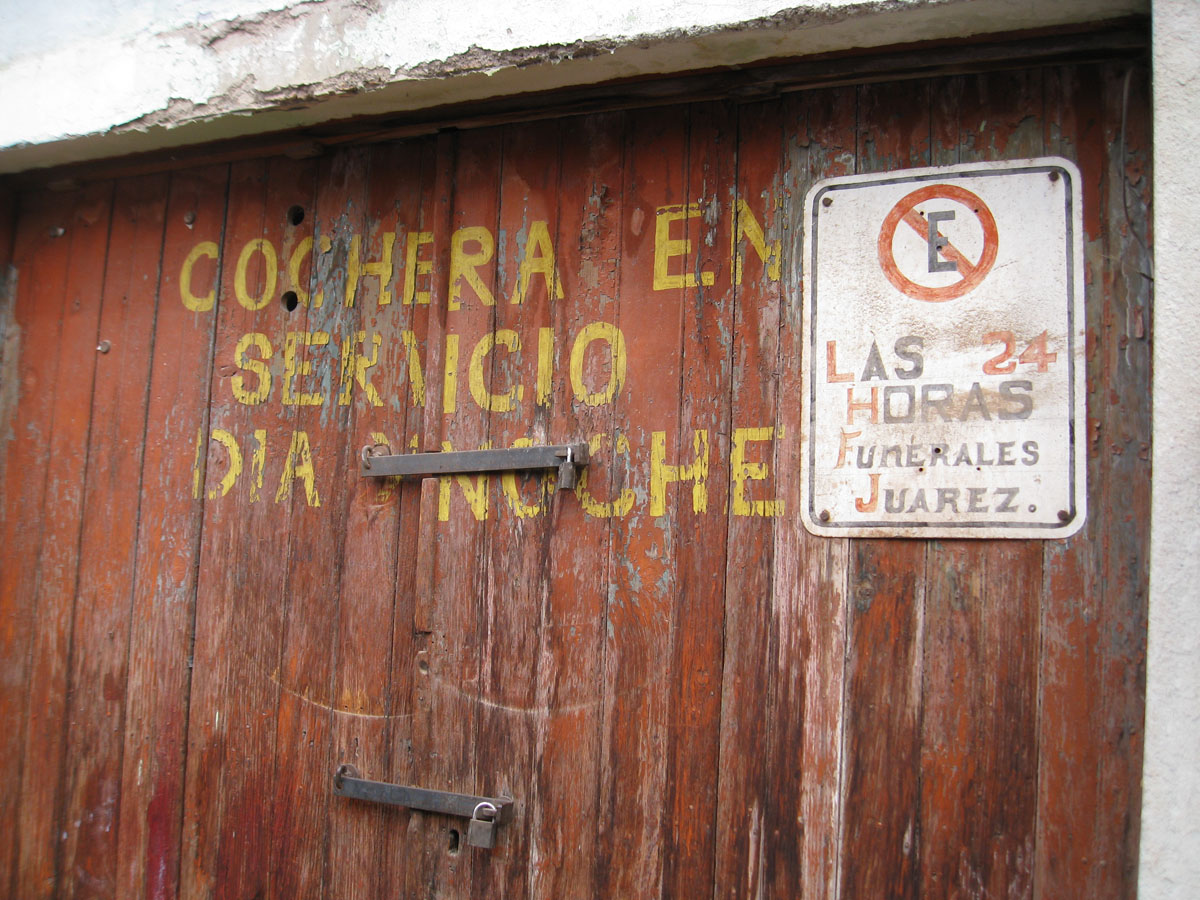 COCHERA EN
SERVICIO
DIA Y NOCHE
E
LAS 24
HORAS
FUNERALES
JUAREZ.